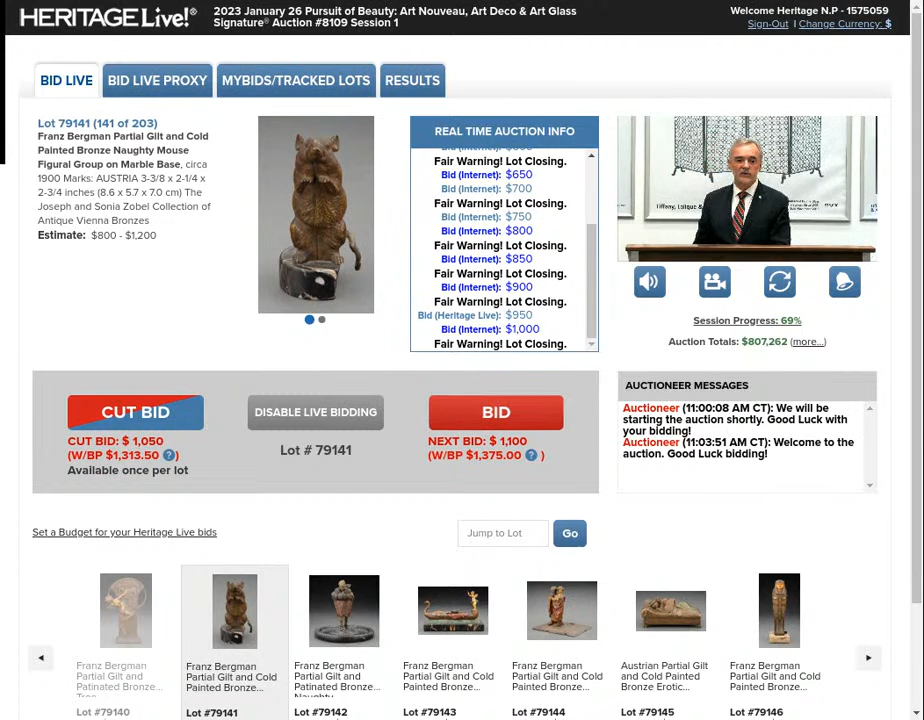 HERITAGE Live!®
2023 January 26 Pursuit of Beauty: Art Nouveau, Art Deco & Art Glass
Signature® Auction #8109 Session 1
Welcome Heritage N.P - 1575059
Sign-Out | Change Currency: $
BID LIVE
BID LIVE PROXY
MYBIDS/TRACKED LOTS
RESULTS
Lot 79141 (141 of 203)
Franz Bergman Partial Gilt and Cold
Painted Bronze Naughty Mouse
Figural Group on Marble Base, circa
1900 Marks: AUSTRIA 3-3/8 x 2-1/4 x
2-3/4 inches (8.6 x 5.7 x 7.0 cm) The
Joseph and Sonia Zobel Collection of
Antique Vienna Bronzes
Estimate: $800 - $1,200
REAL TIME AUCTION INFO
Fair Warning! Lot Closing.
Bid (Internet): $650
Bid (Internet): $700
Fair Warning! Lot Closing.
Bid (Internet): $750
Bid (Internet): $800
Fair Warning! Lot Closing.
Bid (Internet): $850
Fair Warning! Lot Closing.
Bid (Internet): $900
Fair Warning! Lot Closing.
Bid (Heritage Live): $950
Bid (Internet): $1,000
Fair Warning! Lot Closing.
Session Progress: 69%
Auction Totals: $807,262 (more...)
CUT BID
CUT BID: $ 1,050
(W/BP $1,313.50 ? )
Available once per lot
DISABLE LIVE BIDDING
Lot # 79141
BID
NEXT BID: $ 1,100
(W/BP $1,375.00 ? )
AUCTIONEER MESSAGES
Auctioneer (11:00:08 AM CT): We will be
starting the auction shortly. Good Luck with
your bidding!
Auctioneer (11:03:51 AM CT): Welcome to the
auction. Good Luck bidding!
Set a Budget for your Heritage Live bids
Jump to Lot
Go
Franz Bergman
Partial Gilt and
Patinated Bronze...
Lot #79140
Franz Bergman
Partial Gilt and Cold
Painted Bronze...
Lot #79141
Franz Bergman
Partial Gilt and
Patinated Bronze...
Lot #79142
Franz Bergman
Partial Gilt and Cold
Painted Bronze...
Lot #79143
Franz Bergman
Partial Gilt and Cold
Painted Bronze...
Lot #79144
Austrian Partial Gilt
and Cold Painted
Bronze Erotic...
Lot #79145
Franz Bergman
Partial Gilt and Cold
Painted Bronze...
Lot #79146